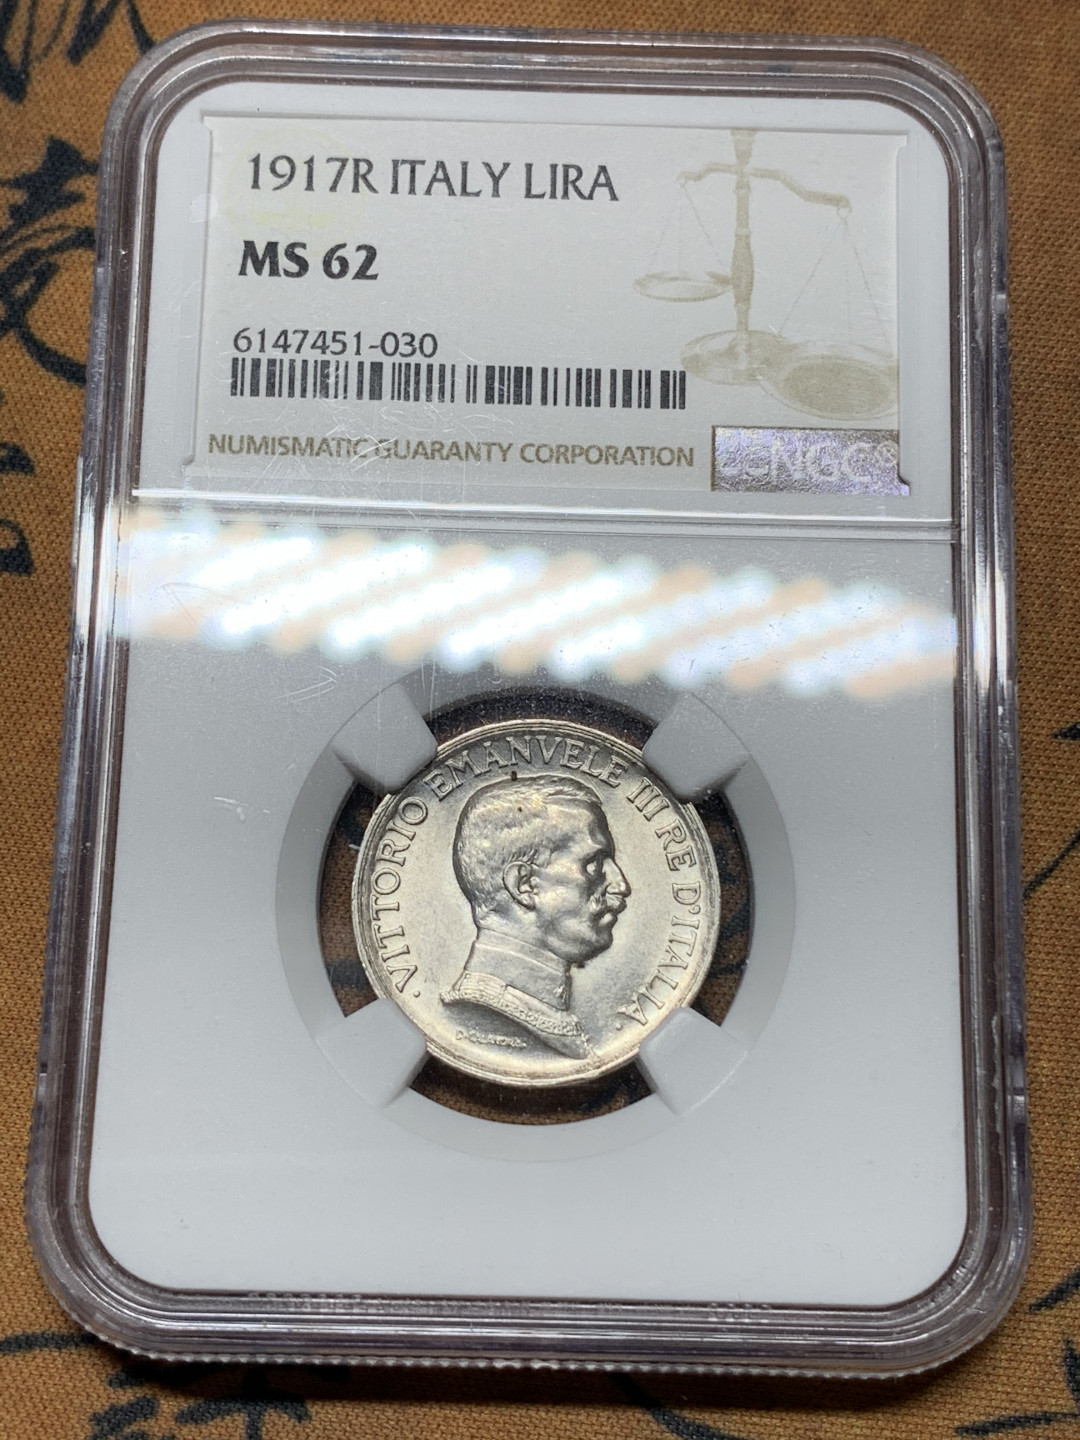 1917R ITALY LIRA
MS 62
6147451-030
NUMISMATIC GUARANTY CORPORATION
NGC®
· VITTORIO EMANVELE III RE D'ITALIA ·